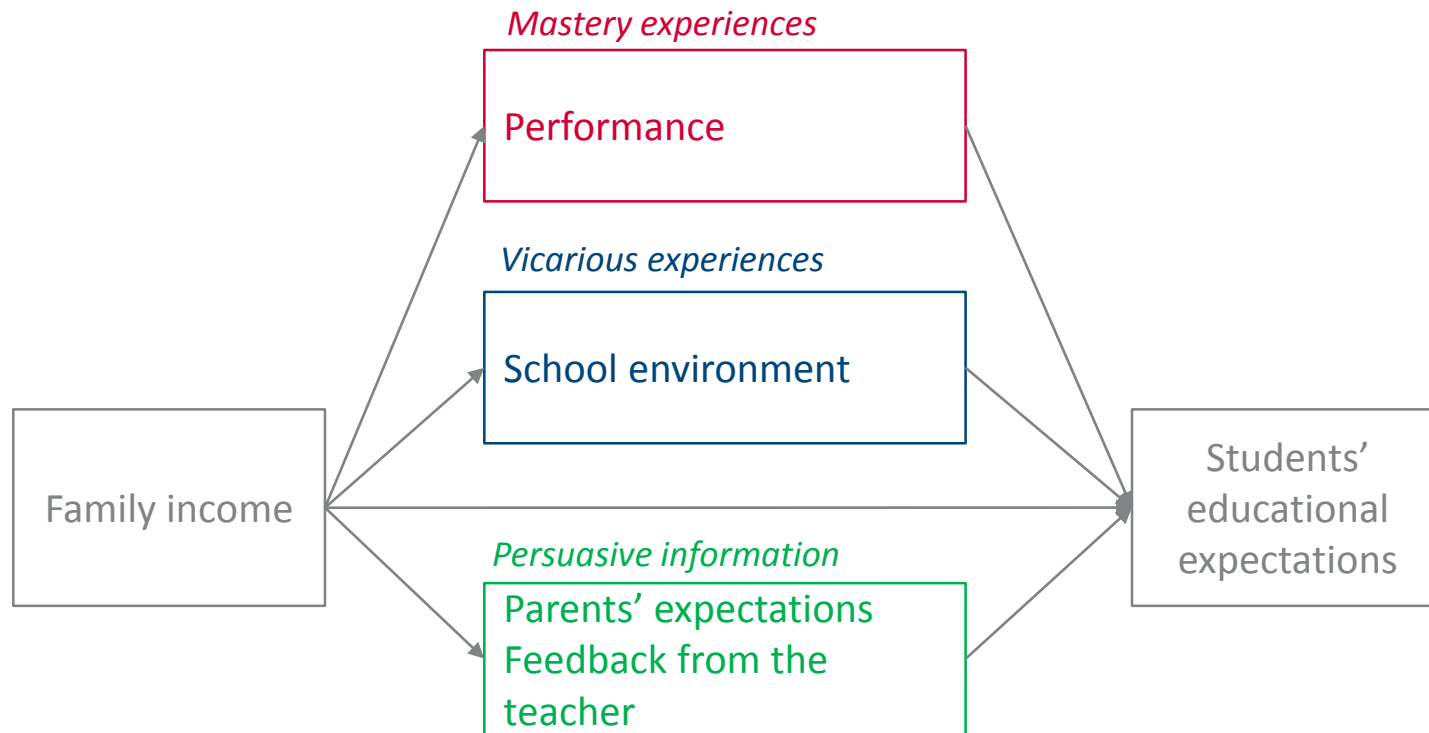 Mastery experiences
Performance
Vicarious experiences
School environment
Family income
Students’
educational
expectations
Persuasive information
Parents’ expectations
Feedback from the
teacher